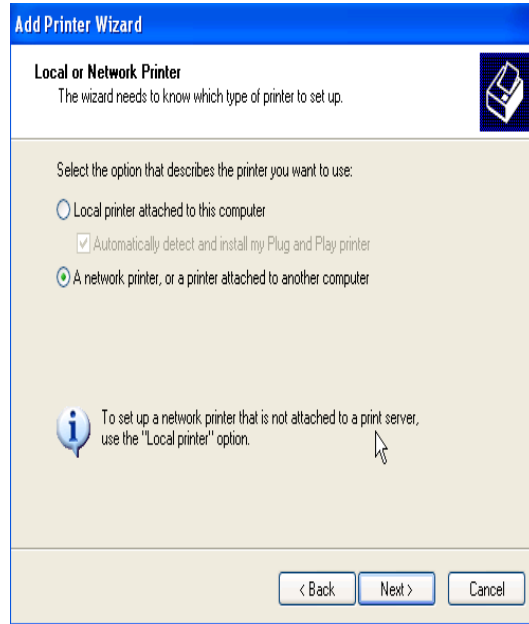 Add Printer Wizard
Local or Network Printer
The wizard needs to know which type of printer to set up.
Select the option that describes the printer you want to use:
Local printer attached to this computer
Automatically detect and install my Plug and Play printer
A network printer, or a printer attached to another computer
To set up a network printer that is not attached to a print server,
use the "Local printer" option.
< Back Next > Cancel